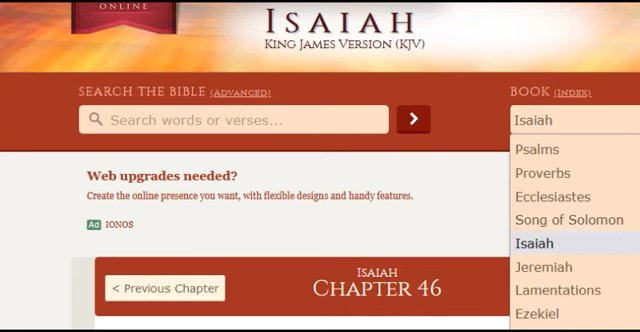 ONLINE
ISAIAH
KING JAMES VERSION (KJV)
SEARCH THE BIBLE (ADVANCED)
Search words or verses...
>
BOOK (INDEX)
Isaiah
Psalms
Proverbs
Ecclesiastes
Song of Solomon
Isaiah
Jeremiah
Lamentations
Ezekiel
Web upgrades needed?
Create the online presence you want, with flexible designs and handy features.
Ad IONOS
< Previous Chapter
ISAIAH
CHAPTER 46